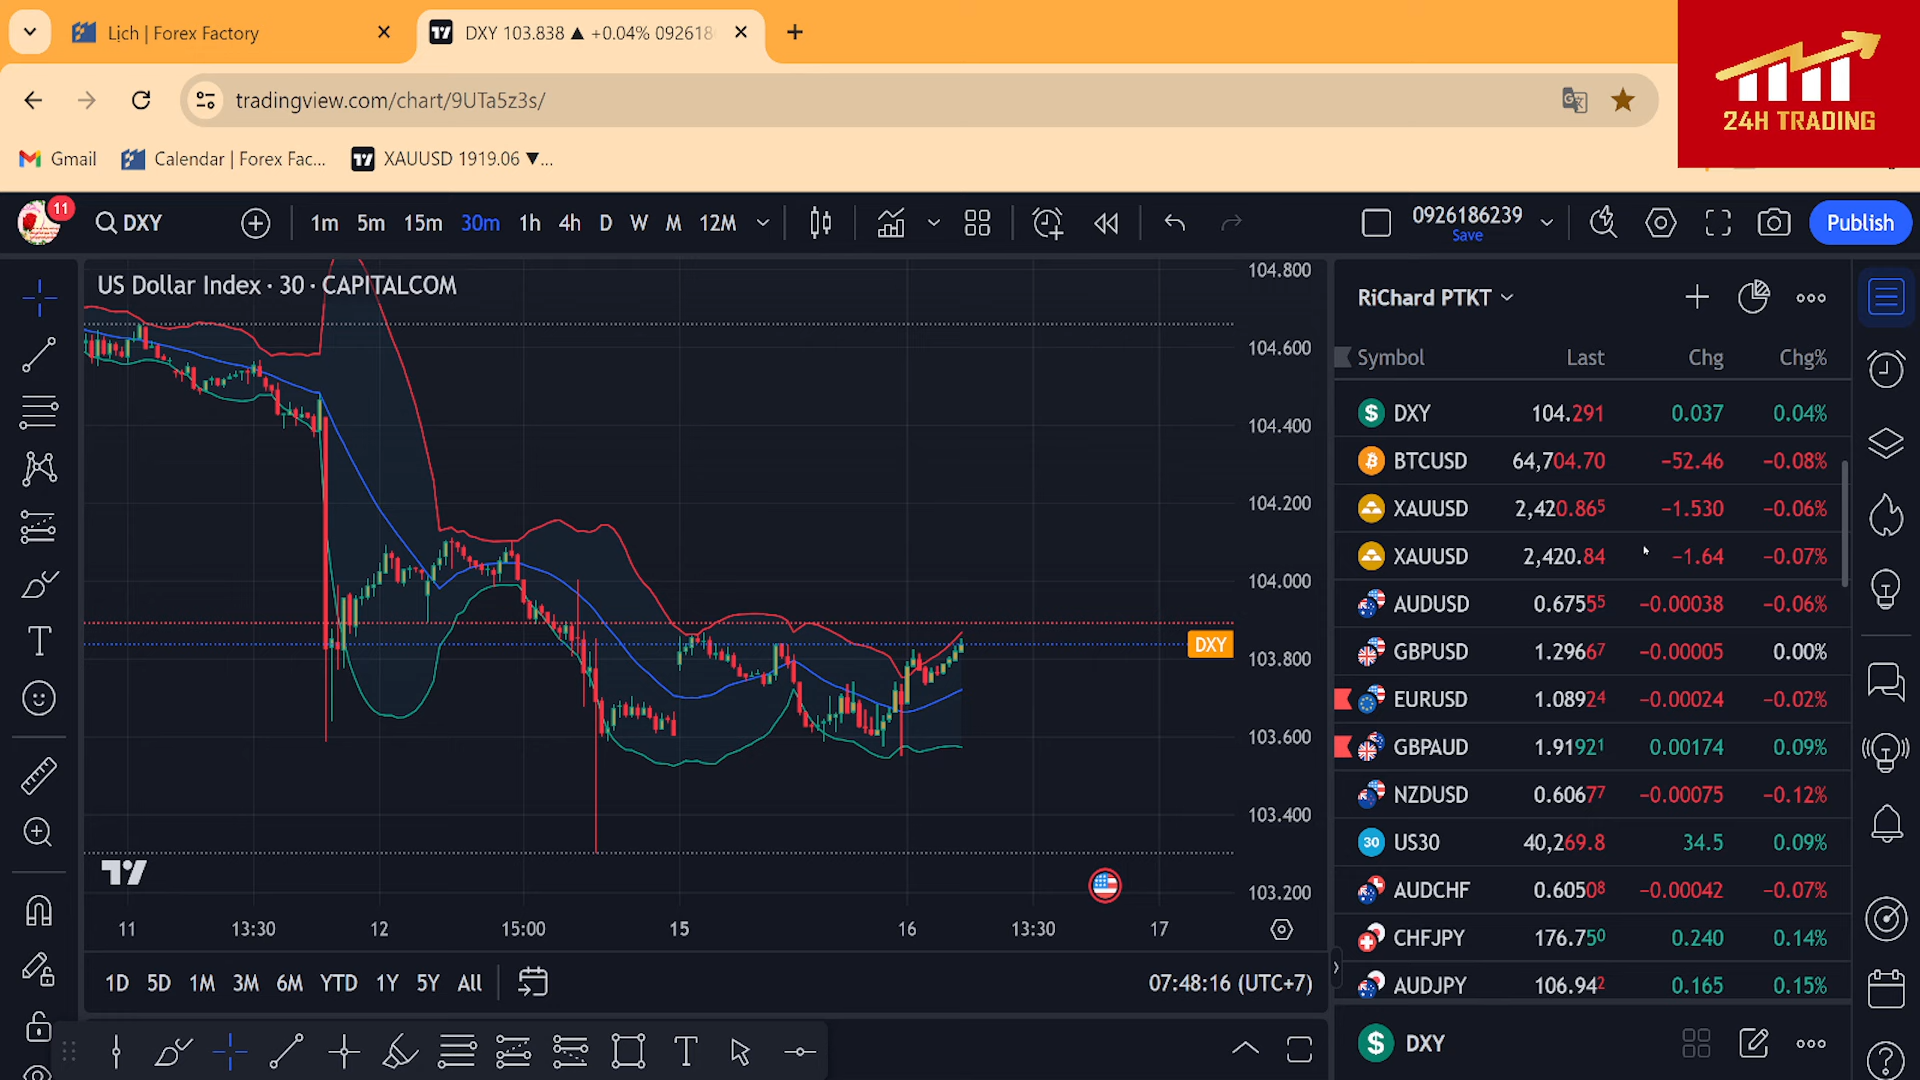 Lịch | Forex Factory
DXY 103.838 ▲ +0.04% 092618
tradingview.com/chart/9UTa5z3s/
24H TRADING
Gmail
Calendar | Forex Fac...
XAUUSD 1919.06 ▼...
11
DXY
1m 5m 15m 30m 1h 4h D W M 12M
0926186239
Save
Publish
US Dollar Index · 30 · CAPITALCOM
104.800
104.600
104.400
104.200
104.000
103.800
103.600
103.400
103.200
DXY
11 13:30 12 15:00 15 16 13:30 17
1D 5D 1M 3M 6M YTD 1Y 5Y All
07:48:16 (UTC+7)
RiChard PTKT
Symbol Last Chg Chg%
DXY 104.291 0.037 0.04%
BTCUSD 64,704.70 −52.46 −0.08%
XAUUSD 2,420.865 −1.530 −0.06%
XAUUSD 2,420.84 −1.64 −0.07%
AUDUSD 0.67555 −0.00038 −0.06%
GBPUSD 1.29667 −0.00005 0.00%
EURUSD 1.08924 −0.00024 −0.02%
GBPAUD 1.91921 0.00174 0.09%
NZDUSD 0.60677 −0.00075 −0.12%
30 US30 40,269.8 34.5 0.09%
AUDCHF 0.60508 −0.00042 −0.07%
CHFJPY 176.750 0.240 0.14%
AUDJPY 106.942 0.165 0.15%
DXY